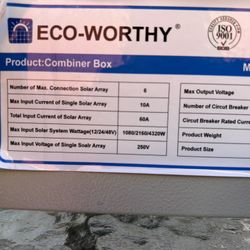 ECO-WORTHY®
ISO
9001
Product:Combiner Box
M
Number of Max. Connection Solar Array 6 Max Output Voltage
Max Input Current of Single Solar Array 10A Number of Circut Breaker
Total Input Current of Solar Array 60A Circut Breaker Rated Current
Max Input Solar System Wattage(12/24/48V) 1080/2160/4320W Product Weight
Max Input Voltage of Single Soalr Array 250V Product Size